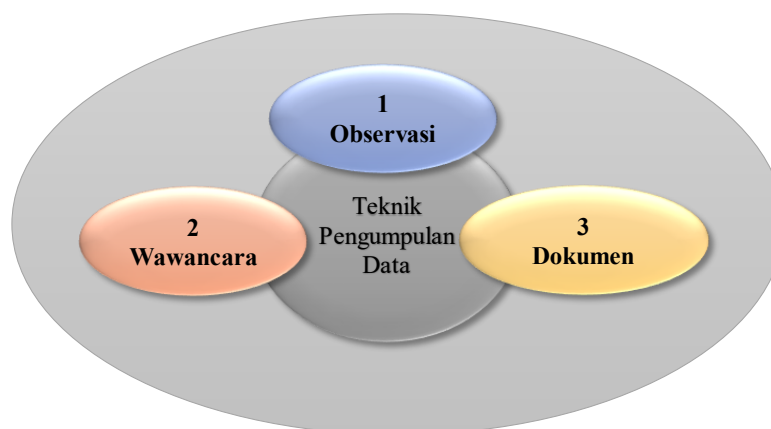 1
Observasi
2
Wawancara
Teknik
Pengumpulan
Data
3
Dokumen